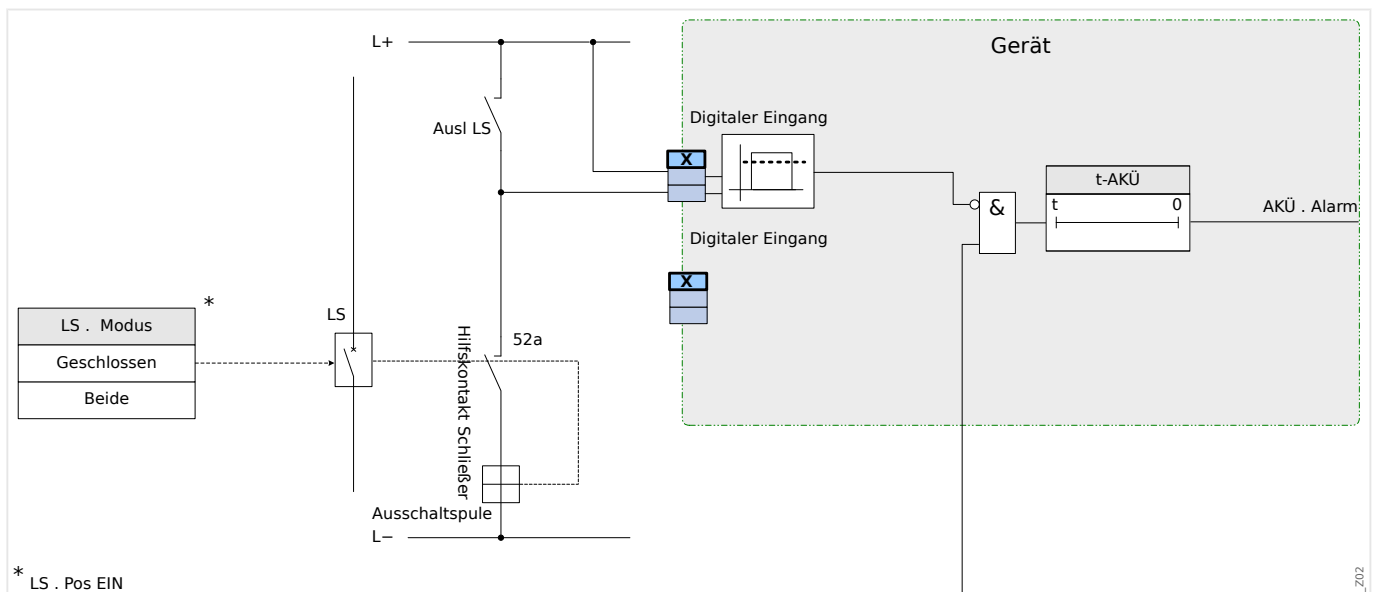 L+
Gerät
Digitaler Eingang
Ausl LS
X
t-AKÜ
t 0
&
AKÜ . Alarm
Digitaler Eingang
X
*
LS . Modus
Geschlossen
Beide
LS
52a
Hilfskontakt Schließer
Ausschaltspule
L−
* LS . Pos EIN
_Z02